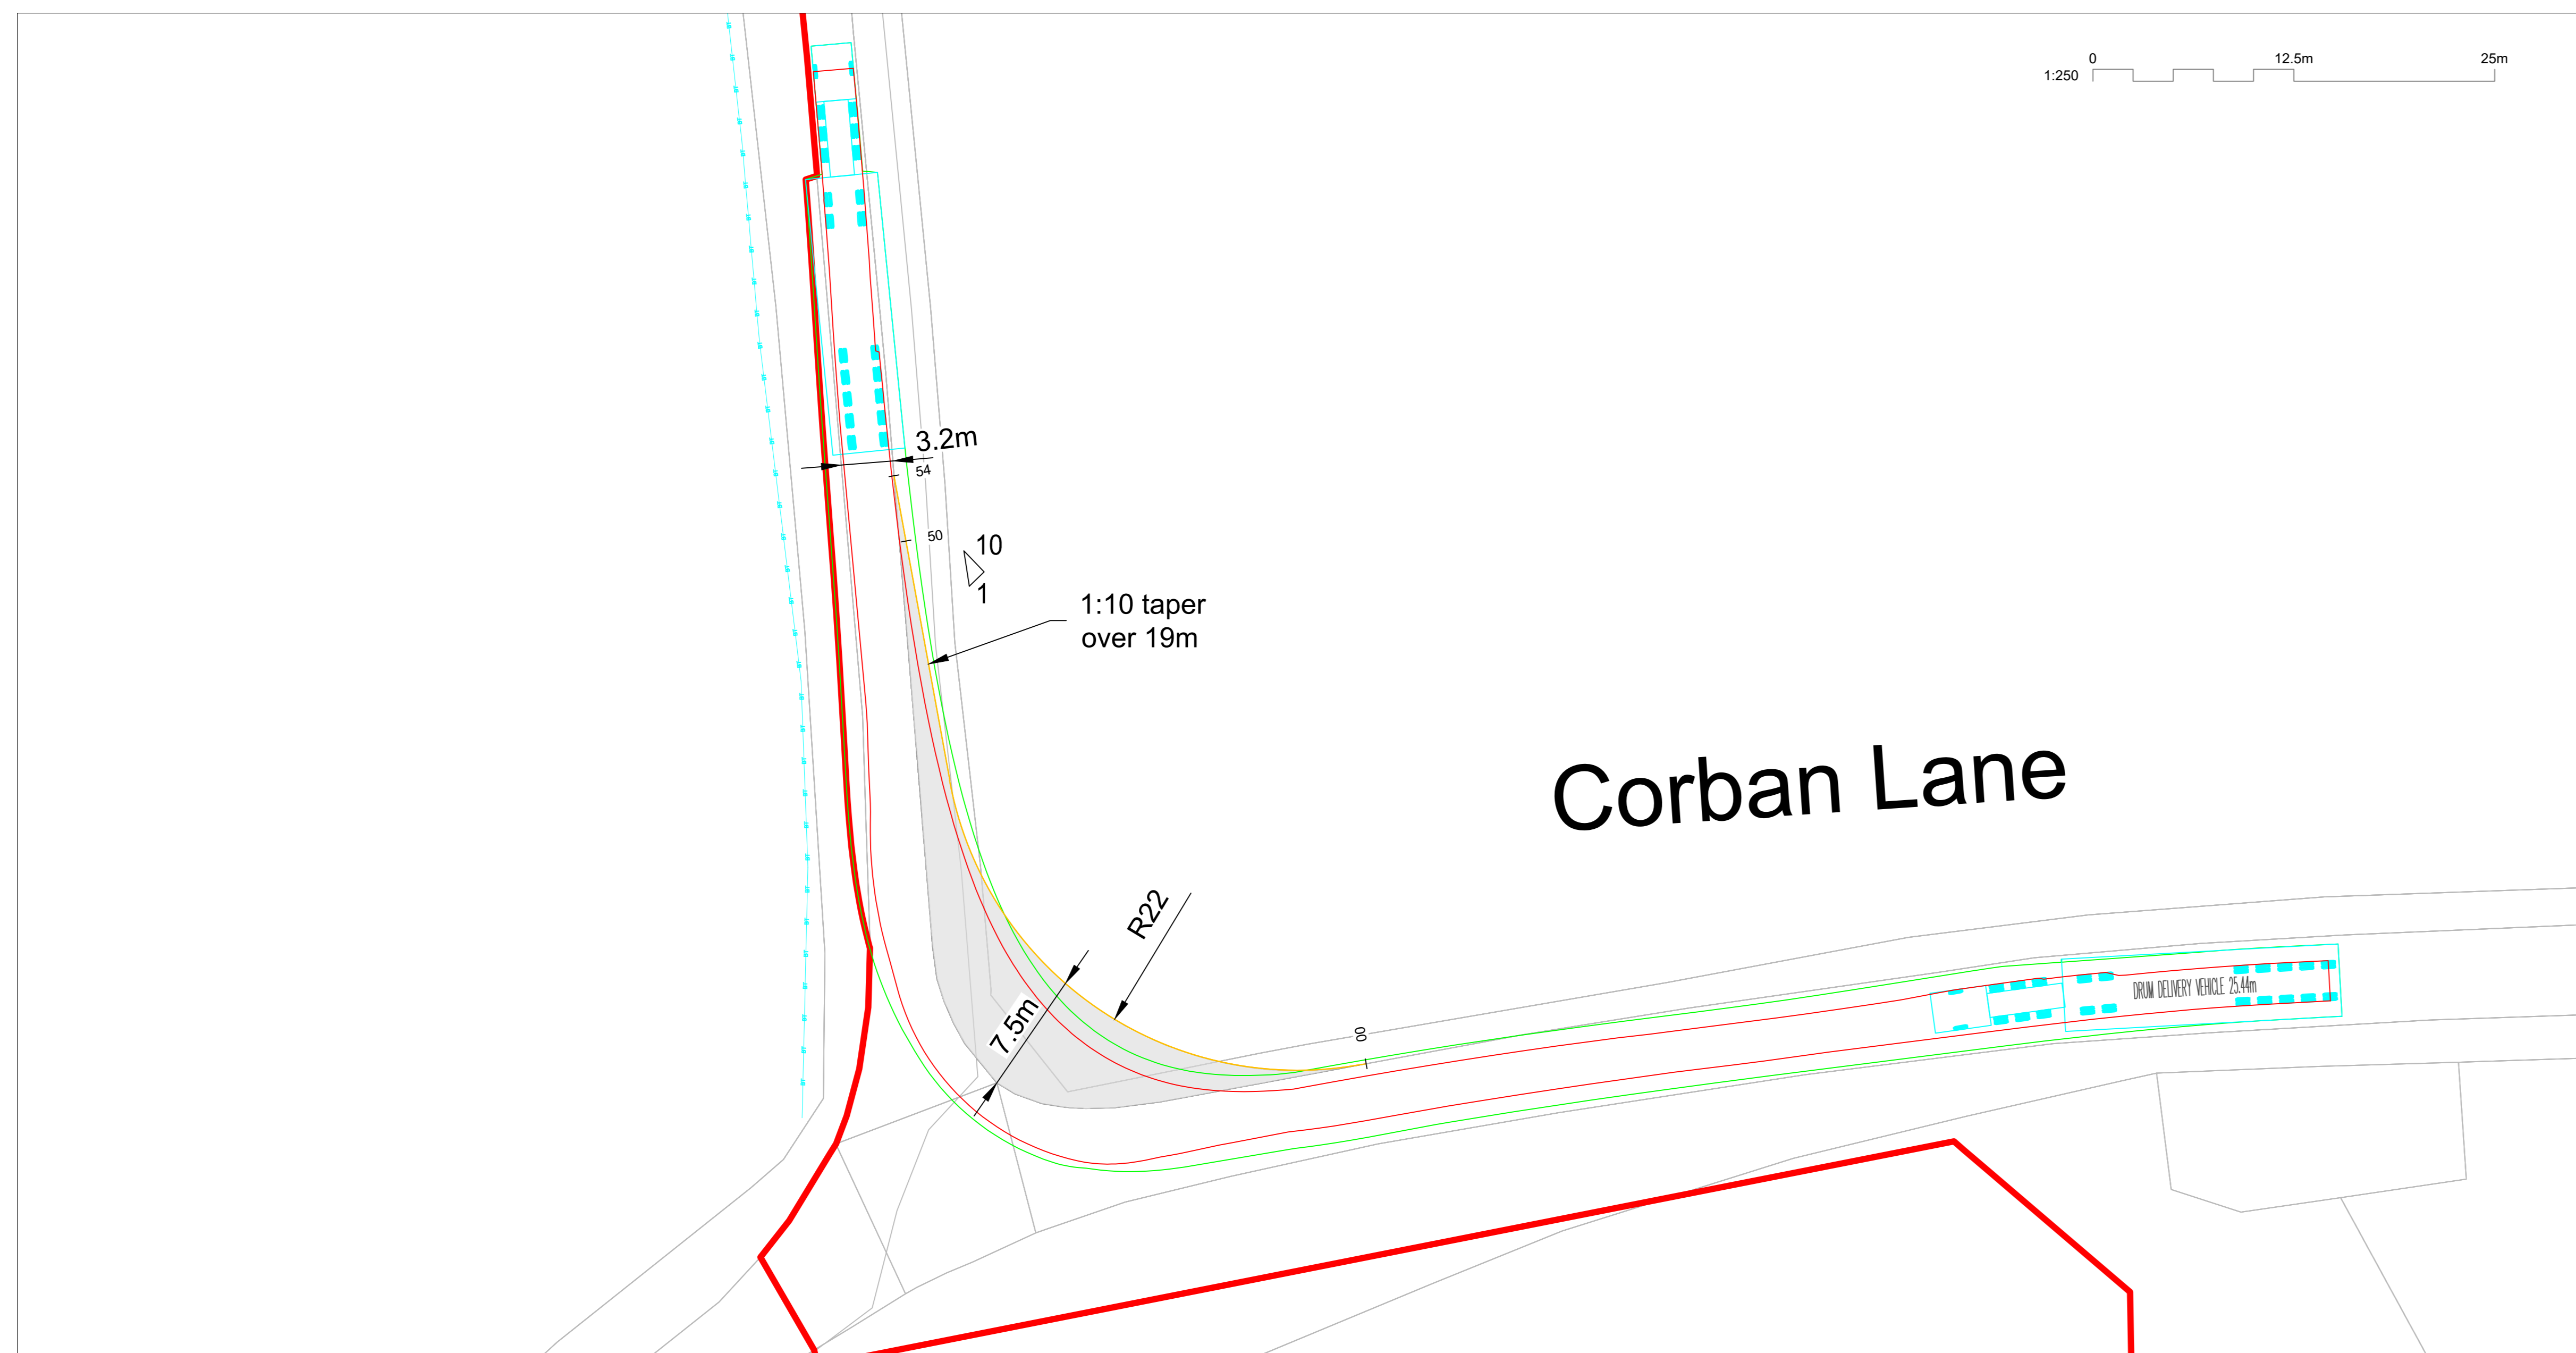 0 12.5m 25m
1:250
3.2m
54
50
10
1
1:10 taper
over 19m
Corban Lane
R22
7.5m
00
DRUM DELIVERY VEHICLE 25.44m